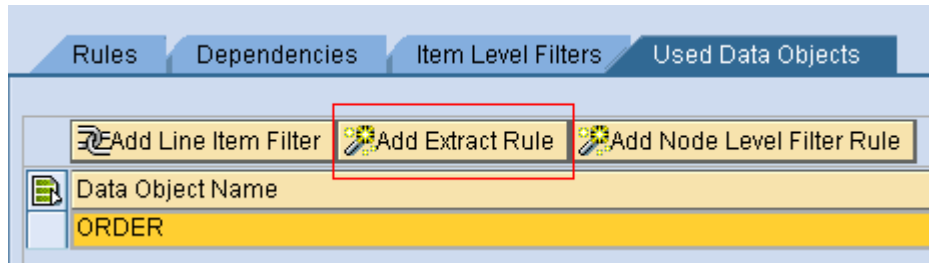 Rules Dependencies Item Level Filters Used Data Objects
Add Line Item Filter Add Extract Rule Add Node Level Filter Rule
Data Object Name
ORDER